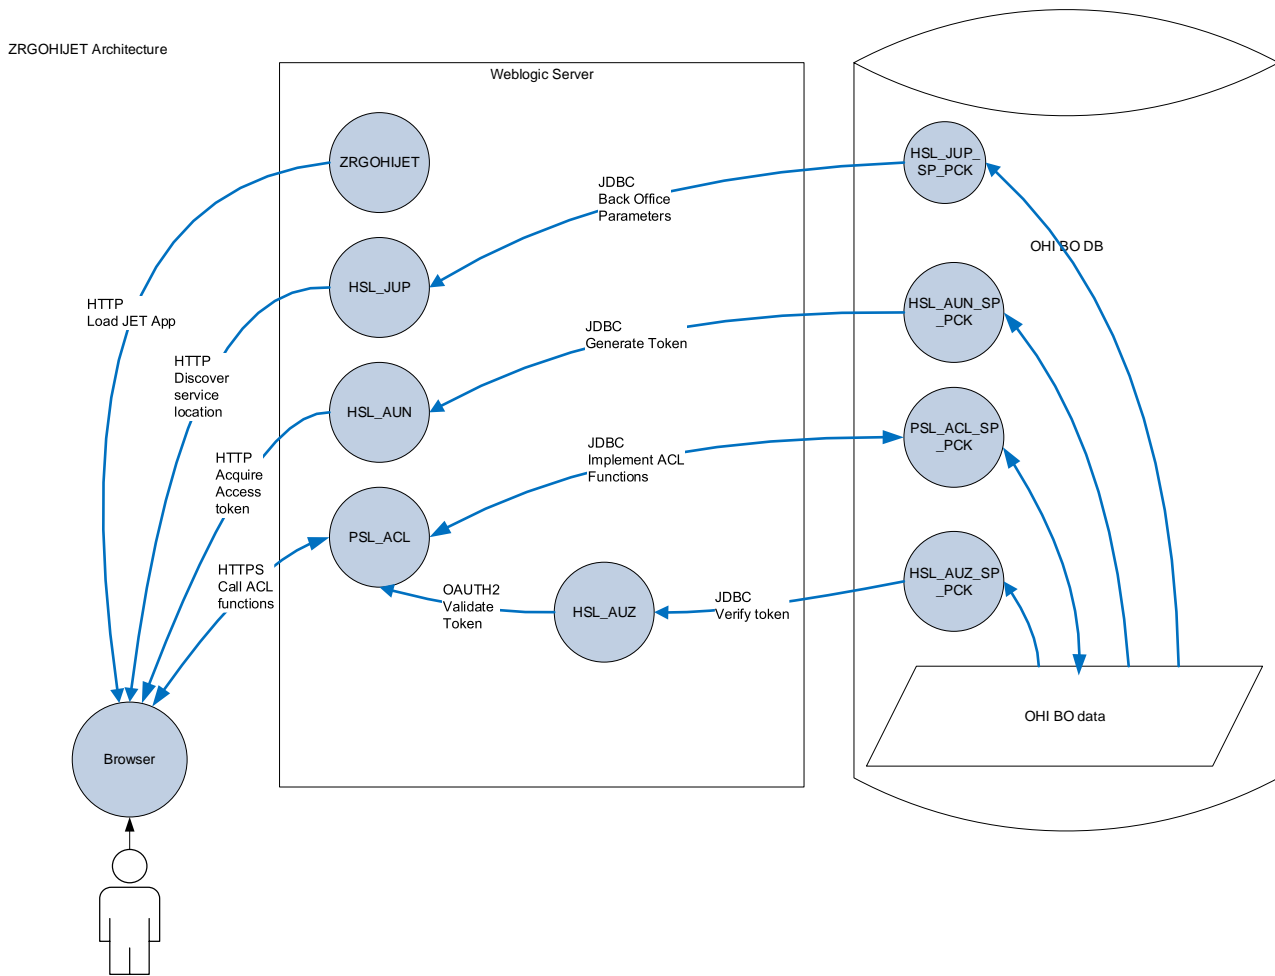 ZRGOHIJET Architecture
Weblogic Server
ZRGOHIJET
HSL_JUP_
SP_PCK
JDBC
Back Office
Parameters
OHI BO DB
HSL_JUP
HTTP
Load JET App
HSL_AUN_SP
_PCK
JDBC
Generate Token
HTTP
Discover
service
location
HSL_AUN
PSL_ACL_SP
_PCK
JDBC
Implement ACL
Functions
HTTP
Acquire
Access
token
PSL_ACL
HTTPS
Call ACL
functions
OAUTH2
Validate
Token
HSL_AUZ
JDBC
Verify token
HSL_AUZ_SP
_PCK
OHI BO data
Browser